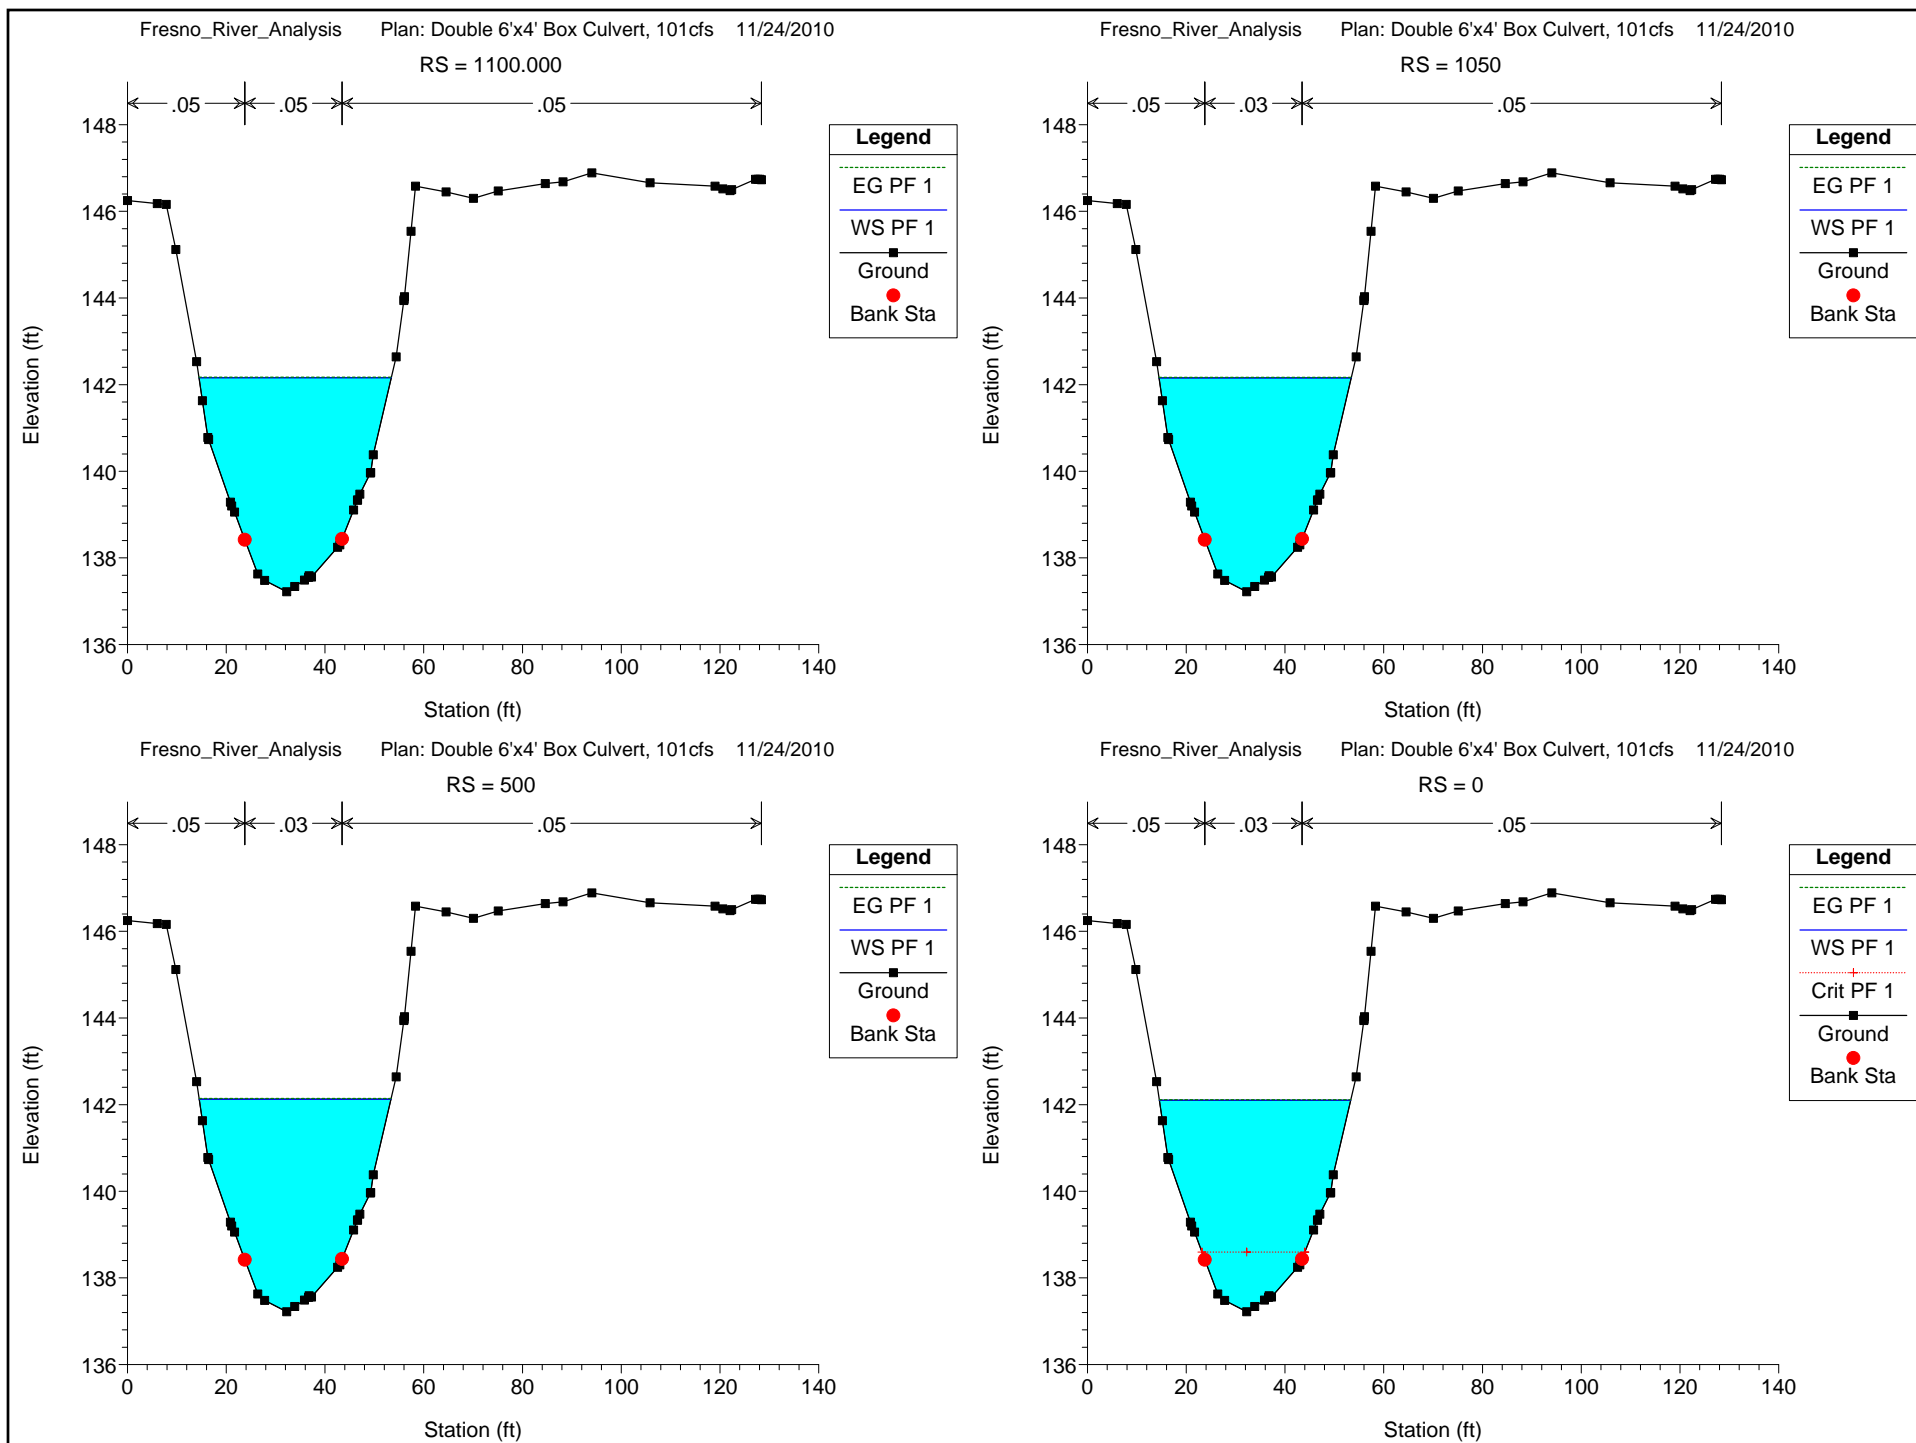 Fresno_River_Analysis Plan: Double 6'x4' Box Culvert, 101cfs 11/24/2010
RS = 1100.000
.05 .05 .05
148
146
144
142
140
138
136
Elevation (ft)
0 20 40 60 80 100 120 140
Station (ft)
Legend
EG PF 1
WS PF 1
Ground
Bank Sta
Fresno_River_Analysis Plan: Double 6'x4' Box Culvert, 101cfs 11/24/2010
RS = 1050
.05 .03 .05
148
146
144
142
140
138
136
Elevation (ft)
0 20 40 60 80 100 120 140
Station (ft)
Legend
EG PF 1
WS PF 1
Ground
Bank Sta
Fresno_River_Analysis Plan: Double 6'x4' Box Culvert, 101cfs 11/24/2010
RS = 500
.05 .03 .05
148
146
144
142
140
138
136
Elevation (ft)
0 20 40 60 80 100 120 140
Station (ft)
Legend
EG PF 1
WS PF 1
Ground
Bank Sta
Fresno_River_Analysis Plan: Double 6'x4' Box Culvert, 101cfs 11/24/2010
RS = 0
.05 .03 .05
148
146
144
142
140
138
136
Elevation (ft)
0 20 40 60 80 100 120 140
Station (ft)
Legend
EG PF 1
WS PF 1
Crit PF 1
Ground
Bank Sta